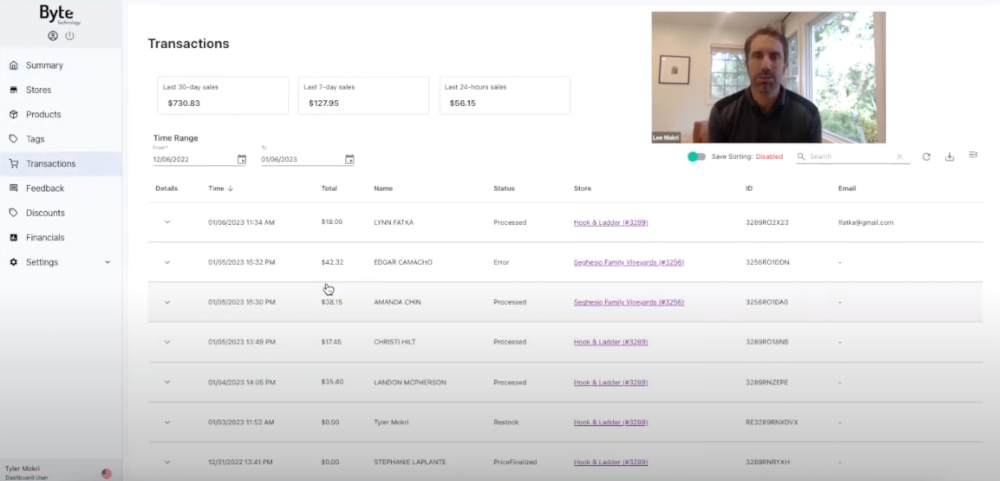 Byte
Technology
Summary
Stores
Products
Tags
Transactions
Feedback
Discounts
Financials
Settings
Tyler Mokri
Dashboard User
Transactions
Last 30-day sales
$730.83
Last 7-day sales
$127.95
Last 24-hours sales
$56.15
Lee Mokri
Time Range
From*
To
12/06/2022
01/06/2023
Save Sorting: Disabled
Search
Details Time Total Name Status Store ID Email
01/06/2023 11:34 AM $18.00 LYNN FATKA Processed Hook & Ladder (#3289) 3289RO2X23 lfatka@gmail.com
01/05/2023 15:32 PM $42.32 EDGAR CAMACHO Error Seghesio Family Vineyards (#3256) 3256RO1DDN -
01/05/2023 15:30 PM $38.15 AMANDA CHIN Processed Seghesio Family Vineyards (#3256) 3256RO1DA0 -
01/05/2023 13:49 PM $17.45 CHRISTI HILT Processed Hook & Ladder (#3289) 3289RO18NB -
01/04/2023 14:05 PM $35.40 LANDON MCPHERSON Processed Hook & Ladder (#3289) 3289RNZEPE -
01/03/2023 11:52 AM $0.00 Tyler Mokri Restock Hook & Ladder (#3289) RE3289RNXDVX -
12/31/2022 13:41 PM $0.00 STEPHANIE LAPLANTE PriceFinalized Hook & Ladder (#3289) 3289RNRYXH -